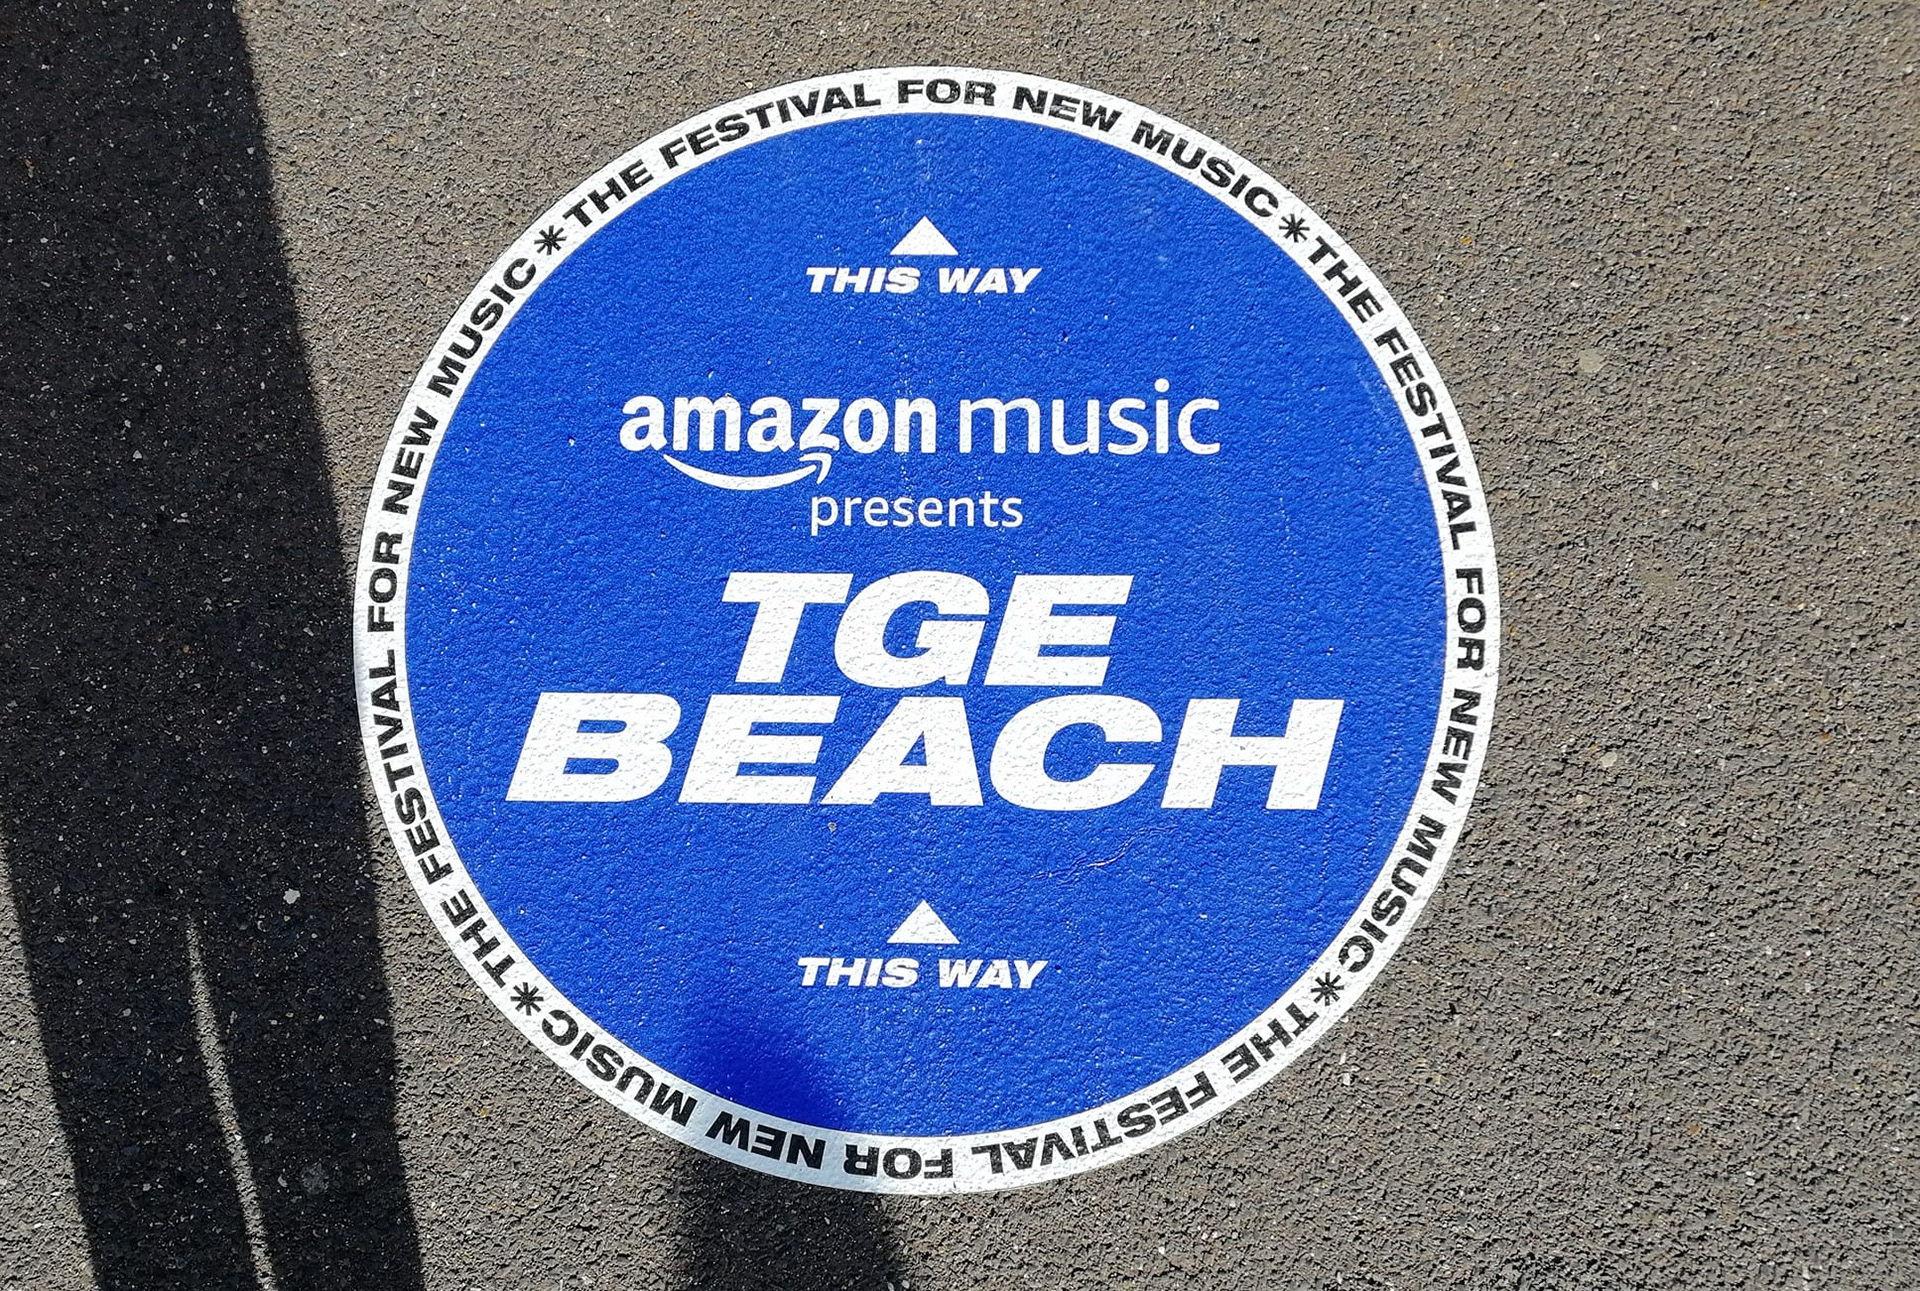 THIS WAY
amazon music
presents
TGE
BEACH
THIS WAY
THE FESTIVAL FOR NEW MUSIC * THE FESTIVAL FOR NEW MUSIC * THE FESTIVAL FOR NEW MUSIC * THE FESTIVAL FOR NEW MUSIC *